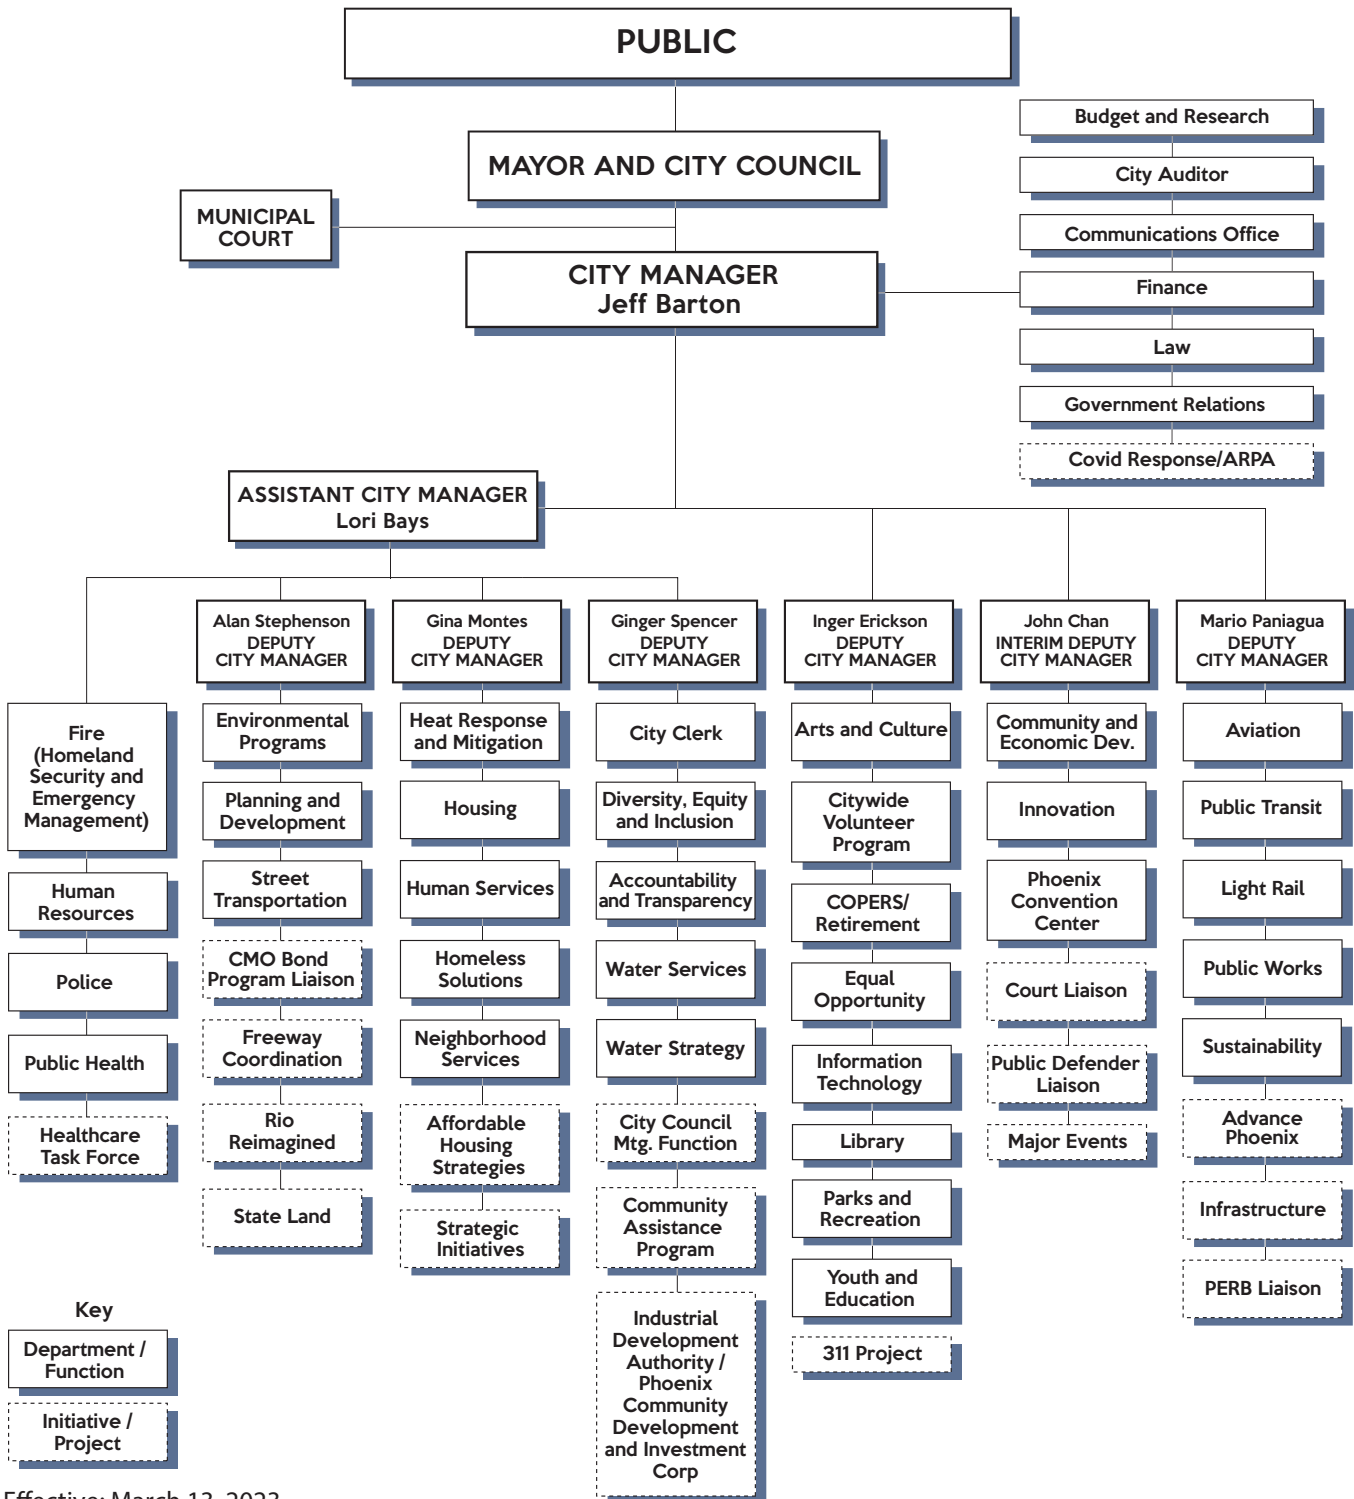 PUBLIC
MAYOR AND CITY COUNCIL
MUNICIPAL
COURT
CITY MANAGER
Jeff Barton
Budget and Research
City Auditor
Communications Office
Finance
Law
Government Relations
Covid Response/ARPA
ASSISTANT CITY MANAGER
Lori Bays
Fire
(Homeland
Security and
Emergency
Management)
Human
Resources
Police
Public Health
Healthcare
Task Force
Alan Stephenson
DEPUTY
CITY MANAGER
Environmental
Programs
Planning and
Development
Street
Transportation
CMO Bond
Program Liaison
Freeway
Coordination
Rio
Reimagined
State Land
Gina Montes
DEPUTY
CITY MANAGER
Heat Response
and Mitigation
Housing
Human Services
Homeless
Solutions
Neighborhood
Services
Affordable
Housing
Strategies
Strategic
Initiatives
Ginger Spencer
DEPUTY
CITY MANAGER
City Clerk
Diversity, Equity
and Inclusion
Accountability
and Transparency
Water Services
Water Strategy
City Council
Mtg. Function
Community
Assistance
Program
Industrial
Development
Authority /
Phoenix
Community
Development
and Investment
Corp
Inger Erickson
DEPUTY
CITY MANAGER
Arts and Culture
Citywide
Volunteer
Program
COPERS/
Retirement
Equal
Opportunity
Information
Technology
Library
Parks and
Recreation
Youth and
Education
311 Project
John Chan
INTERIM DEPUTY
CITY MANAGER
Community and
Economic Dev.
Innovation
Phoenix
Convention
Center
Court Liaison
Public Defender
Liaison
Major Events
Mario Paniagua
DEPUTY
CITY MANAGER
Aviation
Public Transit
Light Rail
Public Works
Sustainability
Advance
Phoenix
Infrastructure
PERB Liaison
Key
Department /
Function
Initiative /
Project
Effective: March 13, 2023